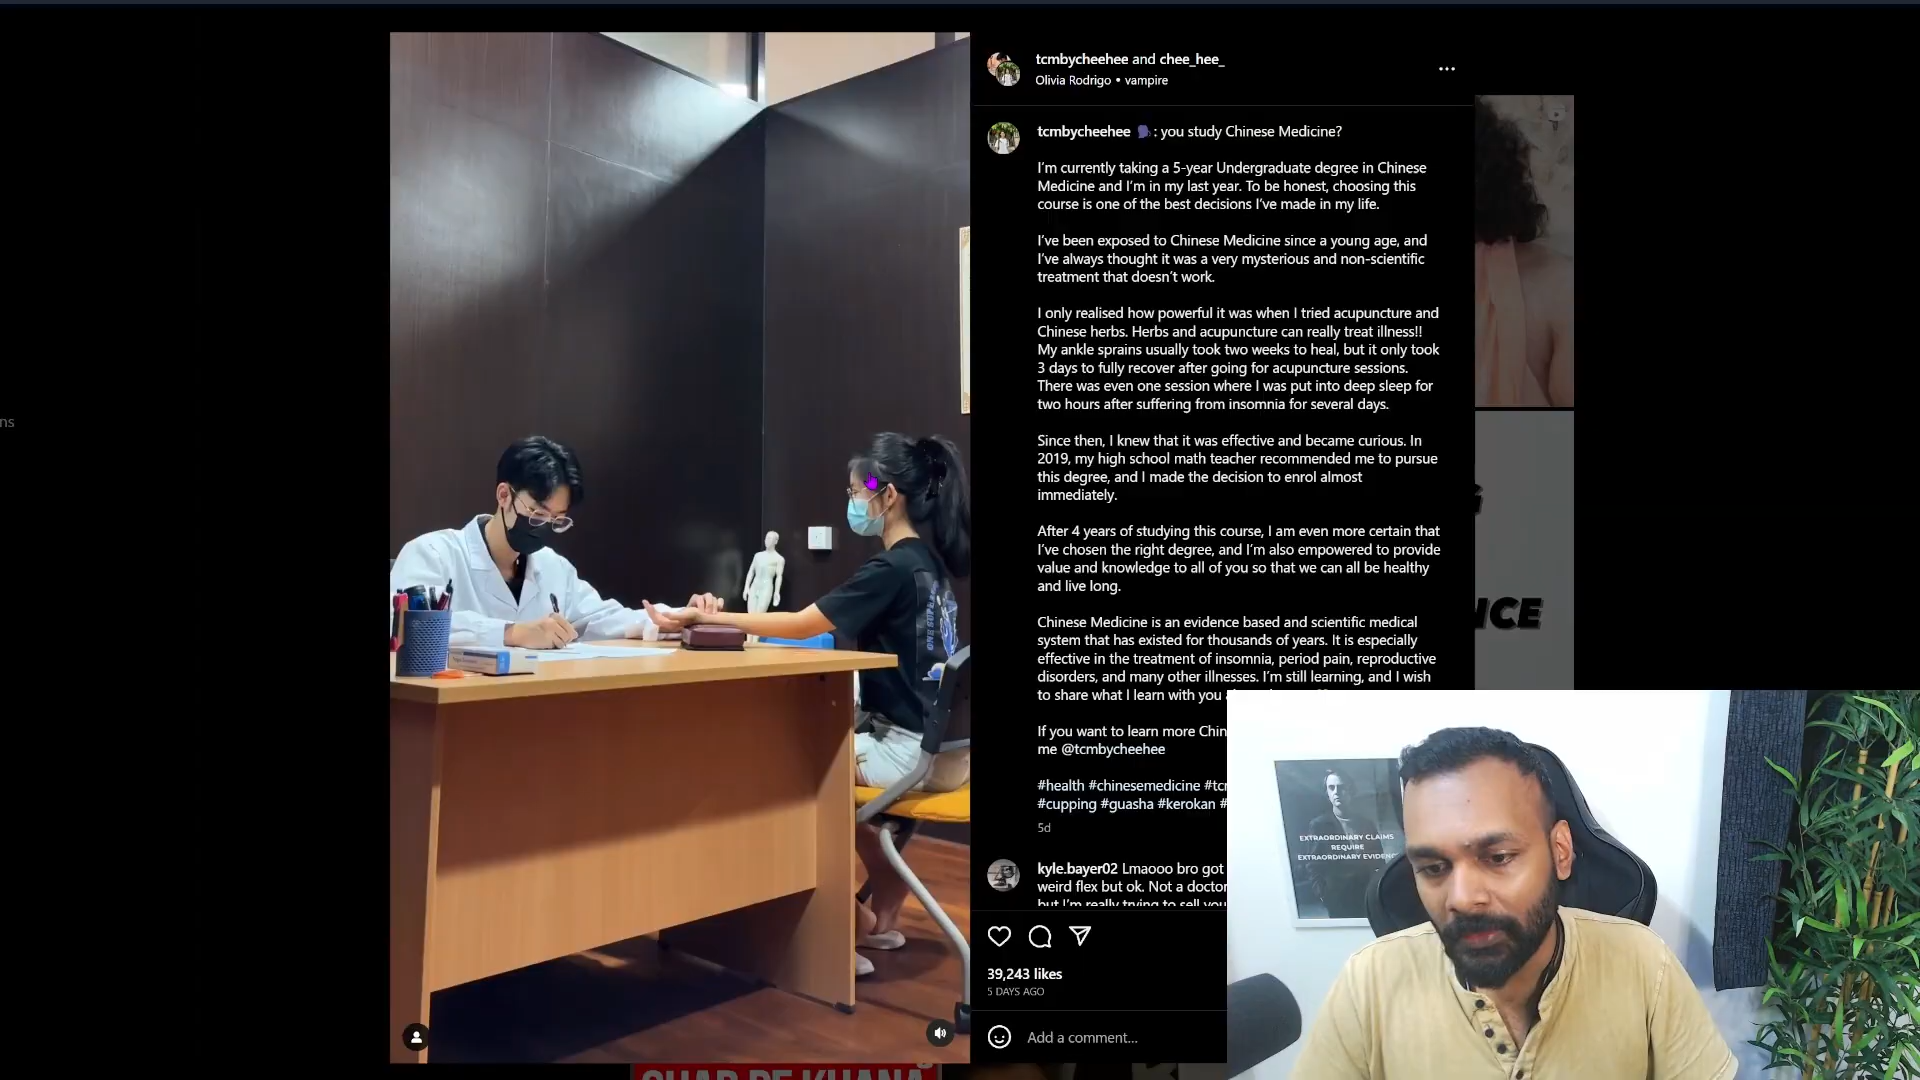 tcmbycheehee and chee_hee_
Olivia Rodrigo • vampire
tcmbycheehee 🗣: you study Chinese Medicine?
I'm currently taking a 5-year Undergraduate degree in Chinese
Medicine and I'm in my last year. To be honest, choosing this
course is one of the best decisions I've made in my life.
I've been exposed to Chinese Medicine since a young age, and
I've always thought it was a very mysterious and non-scientific
treatment that doesn't work.
I only realised how powerful it was when I tried acupuncture and
Chinese herbs. Herbs and acupuncture can really treat illness!!
My ankle sprains usually took two weeks to heal, but it only took
3 days to fully recover after going for acupuncture sessions.
There was even one session where I was put into deep sleep for
two hours after suffering from insomnia for several days.
Since then, I knew that it was effective and became curious. In
2019, my high school math teacher recommended me to pursue
this degree, and I made the decision to enrol almost
immediately.
After 4 years of studying this course, I am even more certain that
I've chosen the right degree, and I'm also empowered to provide
value and knowledge to all of you so that we can all be healthy
and live long.
Chinese Medicine is an evidence based and scientific medical
system that has existed for thousands of years. It is especially
effective in the treatment of insomnia, period pain, reproductive
disorders, and many other illnesses. I'm still learning, and I wish
to share what I learn with you
If you want to learn more Chin
me @tcmbycheehee
#health #chinesemedicine #tcm
#cupping #guasha #kerokan #
5d
kyle.bayer02 Lmaooo bro got
weird flex but ok. Not a doctor
but I'm really trying to sell you
39,243 likes
5 DAYS AGO
Add a comment...
ns
ICE
EXTRAORDINARY CLAIMS
REQUIRE
EXTRAORDINARY EVIDENC